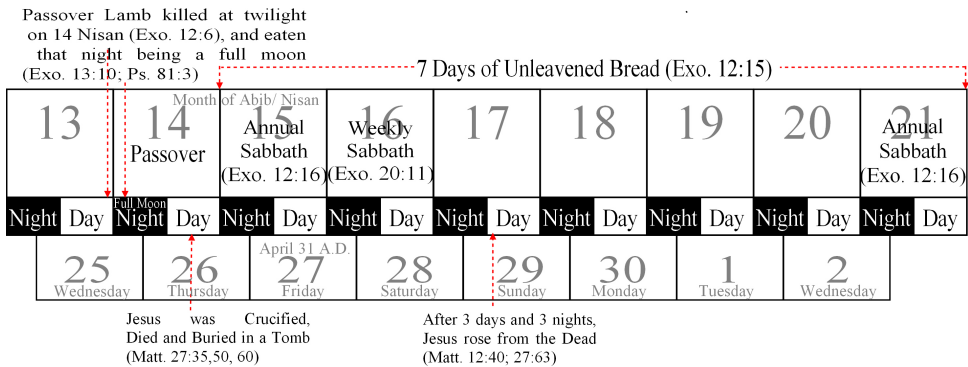 Passover Lamb killed at twilight
on 14 Nisan (Exo. 12:6), and eaten
that night being a full moon
(Exo. 13:10; Ps. 81:3)
7 Days of Unleavened Bread (Exo. 12:15)
Month of Abib/ Nisan
13 14 15 16 17 18 19 20 21
Passover
Annual
Sabbath
(Exo. 12:16)
Weekly
Sabbath
(Exo. 20:11)
Annual
Sabbath
(Exo. 12:16)
Full Moon
Night Day Night Day Night Day Night Day Night Day Night Day Night Day Night Day Night Day
April 31 A.D.
25 26 27 28 29 30 1 2
Wednesday Thursday Friday Saturday Sunday Monday Tuesday Wednesday
Jesus was Crucified,
Died and Buried in a Tomb
(Matt. 27:35,50, 60)
After 3 days and 3 nights,
Jesus rose from the Dead
(Matt. 12:40; 27:63)